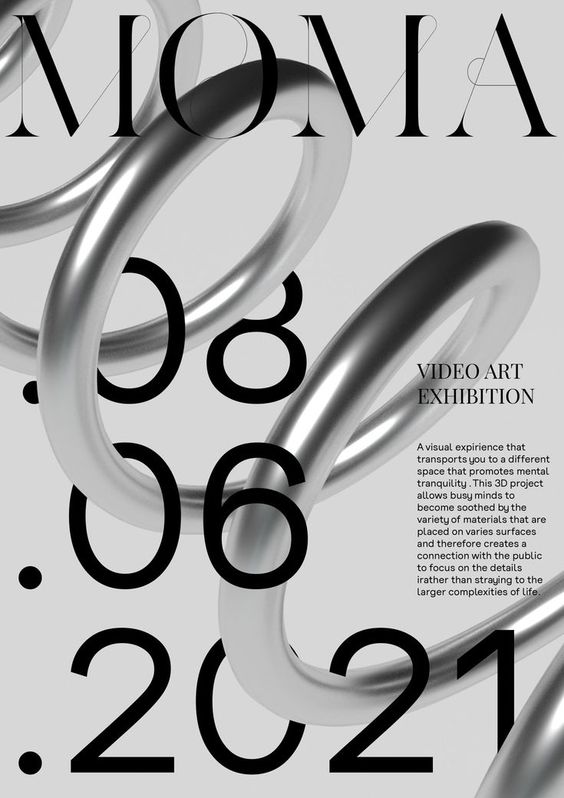 MOMA
.08
.06
.2021
VIDEO ART
EXHIBITION
A visual expirience that
transports you to a different
space that promotes mental
tranquility . This 3D project
allows busy minds to
become soothed by the
variety of materials that are
placed on varies surfaces
and therefore creates a
connection with the public
to focus on the details
irather than straying to the
larger complexities of life.